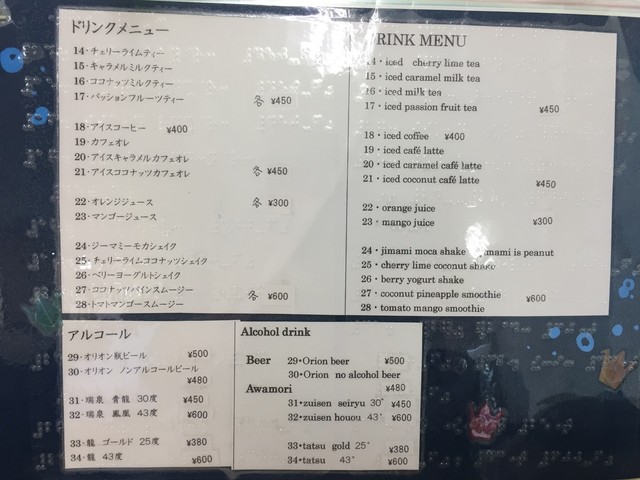 ドリンクメニュー
14・チェリーライムティー
15・キャラメルミルクティー
16・ココナッツミルクティー
17・パッションフルーツティー 各 ¥450
18・アイスコーヒー ¥400
19・カフェオレ
20・アイスキャラメルカフェオレ
21・アイスココナッツカフェオレ 各 ¥450
22・オレンジジュース 各 ¥300
23・マンゴージュース
24・ジーマミーモカシェイク
25・チェリーライムココナッツシェイク
26・ベリーヨーグルトシェイク
27・ココナッツパインスムージー 各 ¥600
28・トマトマンゴースムージー
RINK MENU
14・iced cherry lime tea
15・iced caramel milk tea
16・iced milk tea
17・iced passion fruit tea ¥450
18・iced coffee ¥400
19・iced café latte
20・iced caramel café latte
21・iced coconut café latte ¥450
22・orange juice
23・mango juice ¥300
24・jimami moca shake mami is peanut
25・cherry lime coconut shake
26・berry yogurt shake
27・coconut pineapple smoothie ¥600
28・tomato mango smoothie
アルコール
29・オリオン瓶ビール ¥500
30・オリオン ノンアルコールビール
¥480
31・瑞泉 青龍 30度 ¥450
32・瑞泉 鳳凰 43度 ¥600
33・龍 ゴールド 25度 ¥380
34・龍 43度 ¥600
Alcohol drink
Beer 29・Orion beer ¥500
30・Orion no alcohol beer
Awamori ¥480
31・zuisen seiryu 30° ¥450
32・zuisen houou 43° ¥600
33・tatsu gold 25° ¥380
34・tatsu 43° ¥600